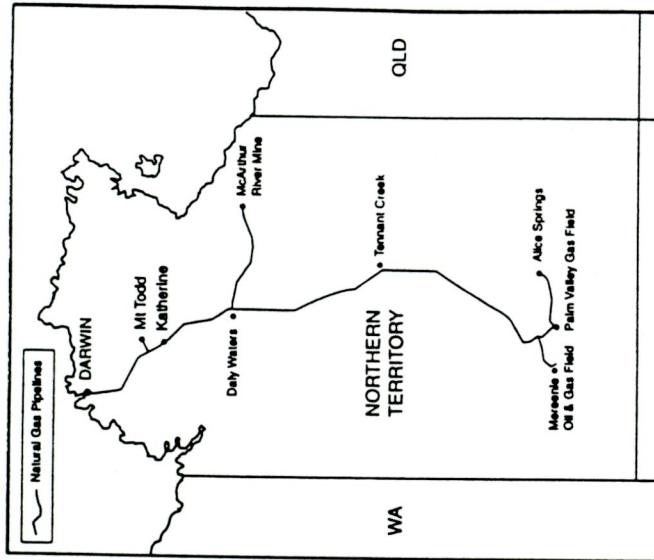 Natural Gas Pipelines
DARWIN
Mt Todd
Katherine
McArthur
River Mine
Daly Waters
QLD
Tennant Creek
NORTHERN
TERRITORY
WA
Alice Springs
Mereenie
Oil & Gas Field
Palm Valley Gas Field